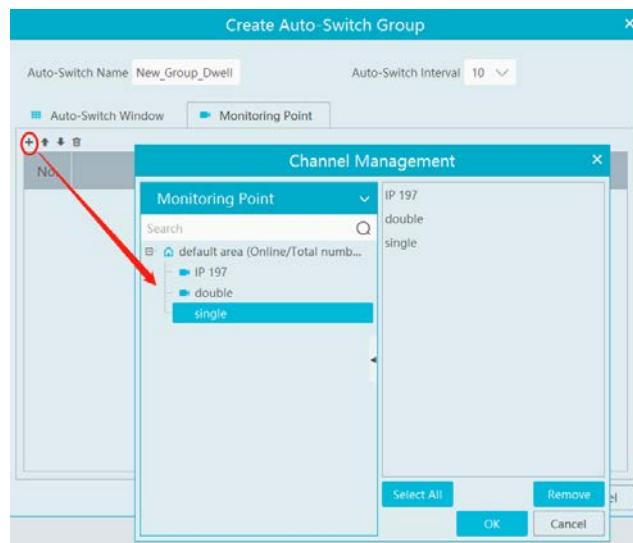 Create Auto-Switch Group
Auto-Switch Name New_Group_Dwell Auto-Switch Interval 10
Auto-Switch Window Monitoring Point
No.
Channel Management
Monitoring Point
Search
default area (Online/Total numb...
IP 197
double
single
IP 197
double
single
Select All Remove
OK Cancel